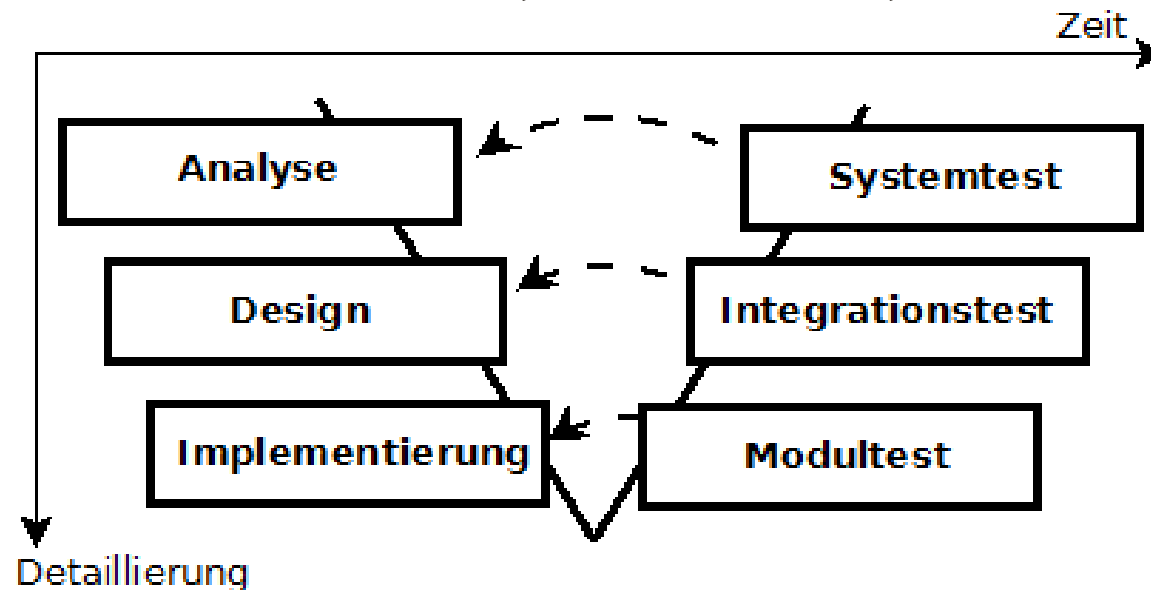 Zeit
Analyse
Systemtest
Design
Integrationstest
Implementierung
Modultest
Detaillierung